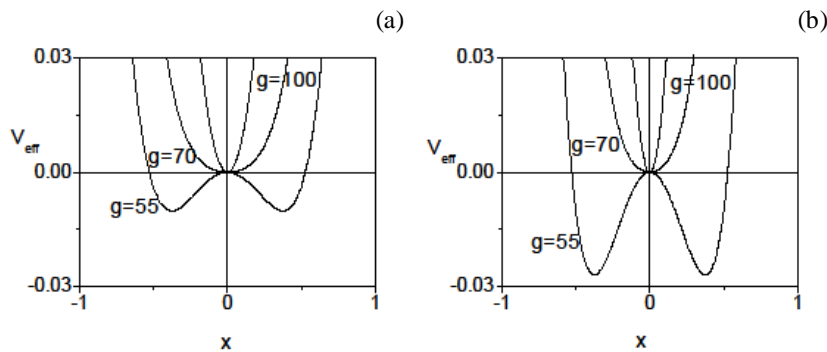 (a)
0.03
g=100
V_eff
g=70
0.00
g=55
-0.03
-1
0
1
x
(b)
0.03
g=100
V_eff
g=70
0.00
g=55
-0.03
-1
0
1
x